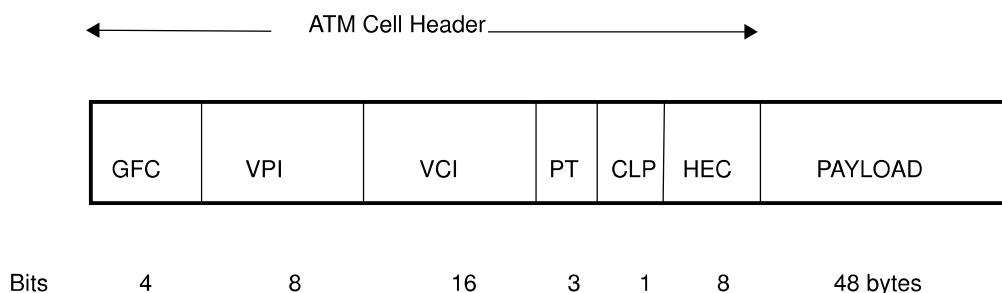 ATM Cell Header
GFC VPI VCI PT CLP HEC PAYLOAD
Bits 4 8 16 3 1 8 48 bytes